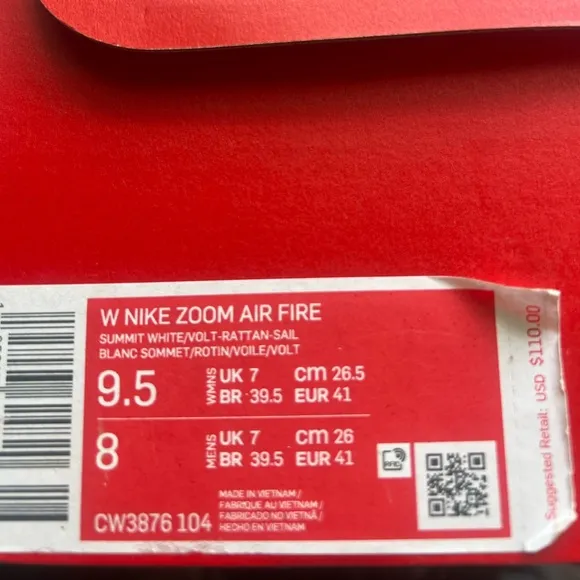 W NIKE ZOOM AIR FIRE
SUMMIT WHITE/VOLT-RATTAN-SAIL
BLANC SOMMET/ROTIN/VOILE/VOLT
9.5 WMNS UK 7 cm 26.5
BR 39.5 EUR 41
8 MENS UK 7 cm 26
BR 39.5 EUR 41
RFID
MADE IN VIETNAM/
FABRIQUE AU VIETNAM/
FABRICADO NO VIETNÃ/
HECHO EN VIETNAM
CW3876 104
Suggested Retail: USD $110.00